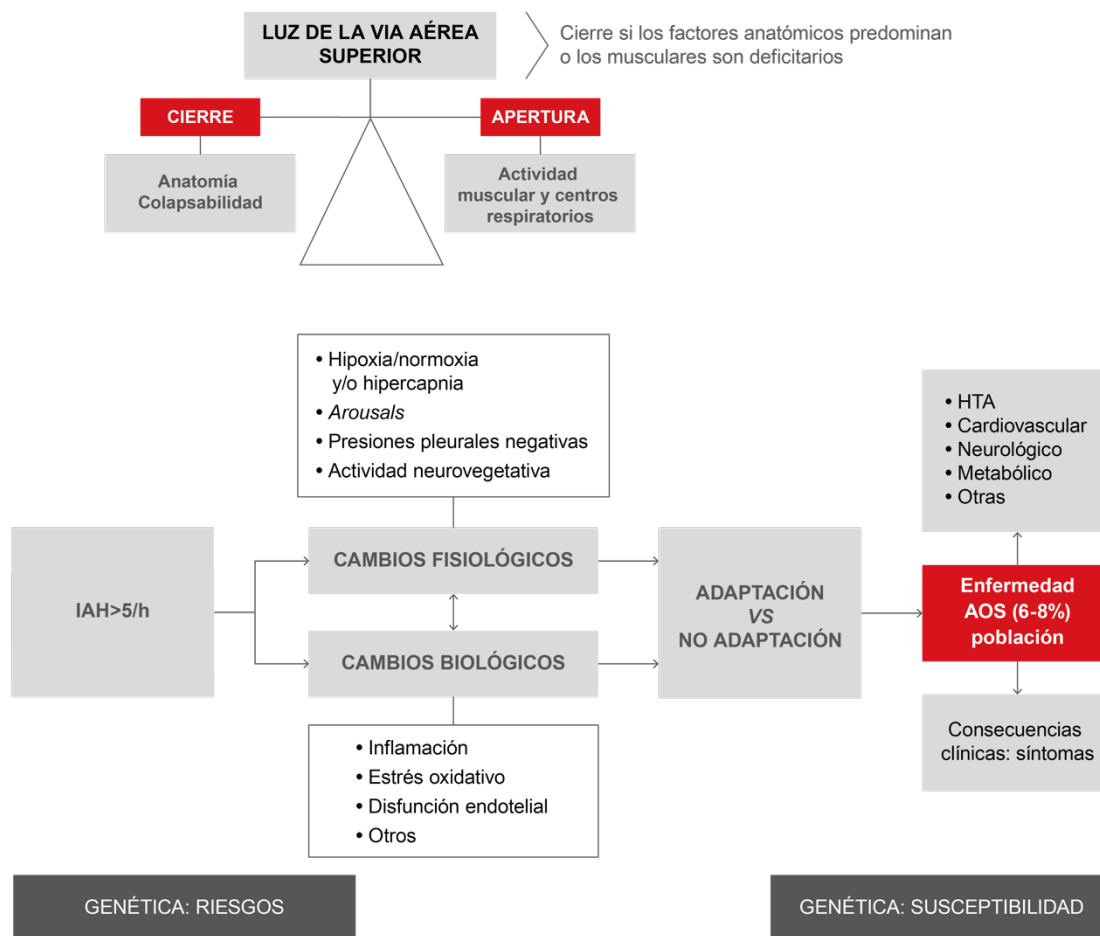 LUZ DE LA VIA AÉREA
SUPERIOR
Cierre si los factores anatómicos predominan
o los musculares son deficitarios
CIERRE
APERTURA
Anatomía
Colapsabilidad
Actividad
muscular y centros
respiratorios
• Hipoxia/normoxia
y/o hipercapnia
• Arousals
• Presiones pleurales negativas
• Actividad neurovegetativa
• HTA
• Cardiovascular
• Neurológico
• Metabólico
• Otras
IAH>5/h
CAMBIOS FISIOLÓGICOS
CAMBIOS BIOLÓGICOS
ADAPTACIÓN
VS
NO ADAPTACIÓN
Enfermedad
AOS (6-8%)
población
Consecuencias
clínicas: síntomas
• Inflamación
• Estrés oxidativo
• Disfunción endotelial
• Otros
GENÉTICA: RIESGOS
GENÉTICA: SUSCEPTIBILIDAD